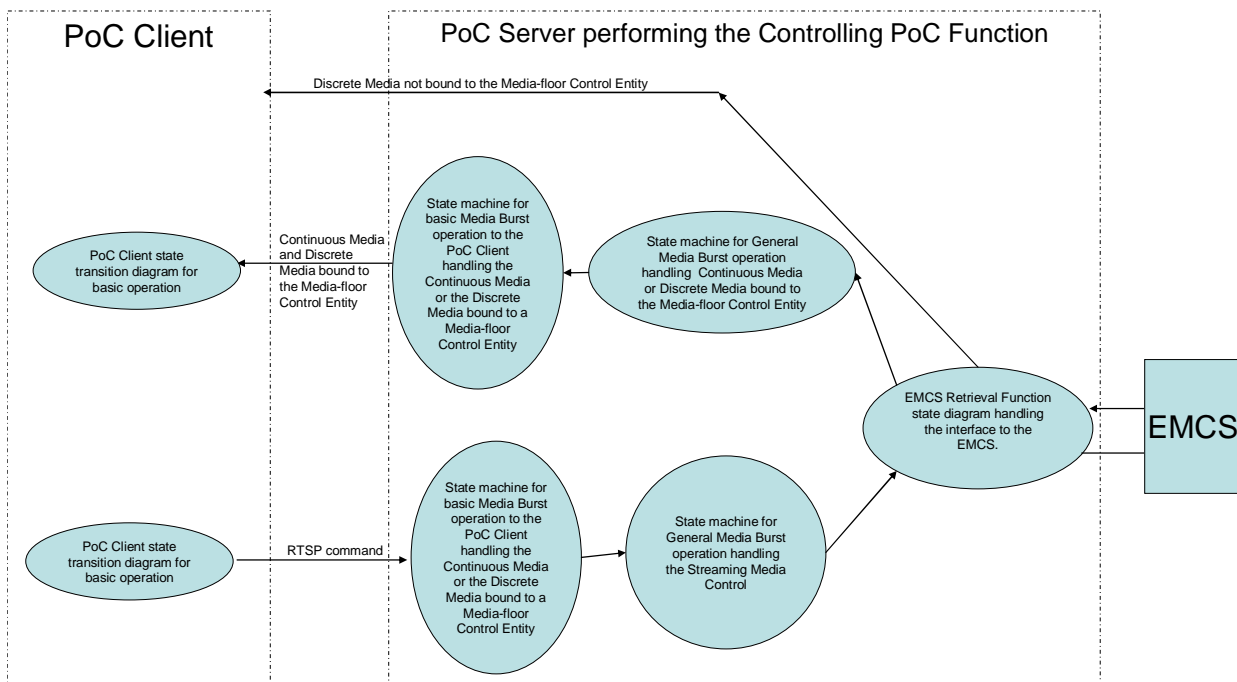 PoC Client
PoC Server performing the Controlling PoC Function
Discrete Media not bound to the Media-floor Control Entity
PoC Client state
transition diagram for
basic operation
Continuous Media
and Discrete
Media bound to
the Media-floor
Control Entity
State machine for
basic Media Burst
operation to the
PoC Client
handling the
Continuous Media
or the Discrete
Media bound to a
Media-floor
Control Entity
State machine for General
Media Burst operation
handling Continuous Media
or Discrete Media bound to
the Media-floor Control Entity
EMCS Retrieval Function
state diagram handling
the interface to the
EMCS.
EMCS
PoC Client state
transition diagram for
basic operation
RTSP command
State machine for
basic Media Burst
operation to the
PoC Client
handling the
Continuous Media
or the Discrete
Media bound to a
Media-floor
Control Entity
State machine for
General Media Burst
operation handling
the Streaming Media
Control